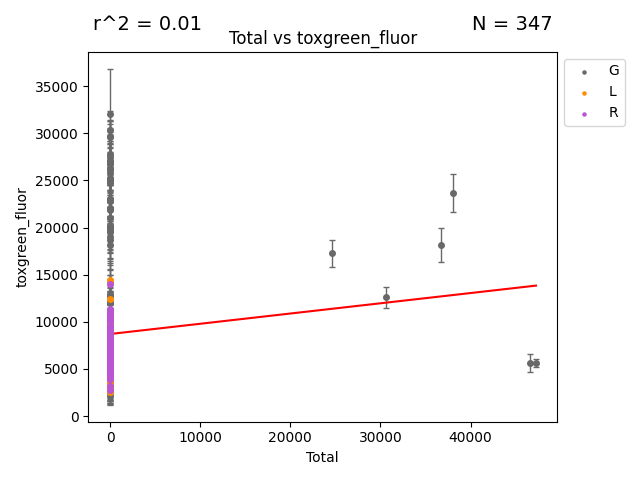 r^2 = 0.01
N = 347
Total vs toxgreen_fluor
G
L
R
35000
30000
25000
20000
15000
10000
5000
0
toxgreen_fluor
0
10000
20000
30000
40000
Total